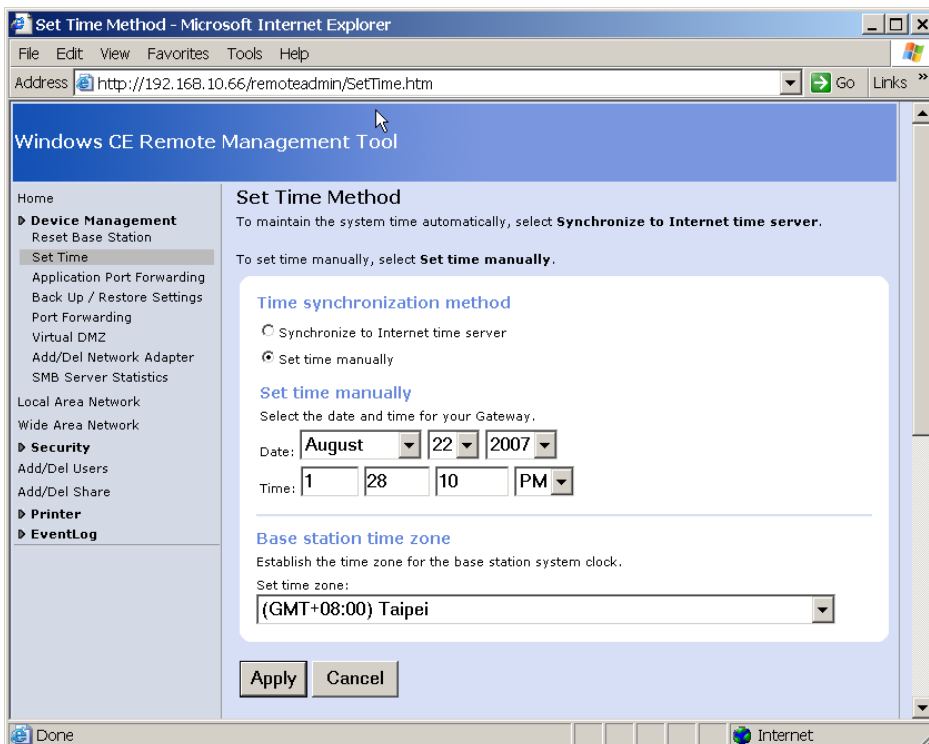 Set Time Method - Microsoft Internet Explorer
File Edit View Favorites Tools Help
Address http://192.168.10.66/remoteadmin/SetTime.htm Go Links »
Windows CE Remote Management Tool
Home
Device Management
Reset Base Station
Set Time
Application Port Forwarding
Back Up / Restore Settings
Port Forwarding
Virtual DMZ
Add/Del Network Adapter
SMB Server Statistics
Local Area Network
Wide Area Network
Security
Add/Del Users
Add/Del Share
Printer
EventLog
Set Time Method
To maintain the system time automatically, select Synchronize to Internet time server.
To set time manually, select Set time manually.
Time synchronization method
Synchronize to Internet time server
Set time manually
Set time manually
Select the date and time for your Gateway.
Date: August 22 2007
Time: 1 28 10 PM
Base station time zone
Establish the time zone for the base station system clock.
Set time zone:
(GMT+08:00) Taipei
Apply Cancel
Done Internet